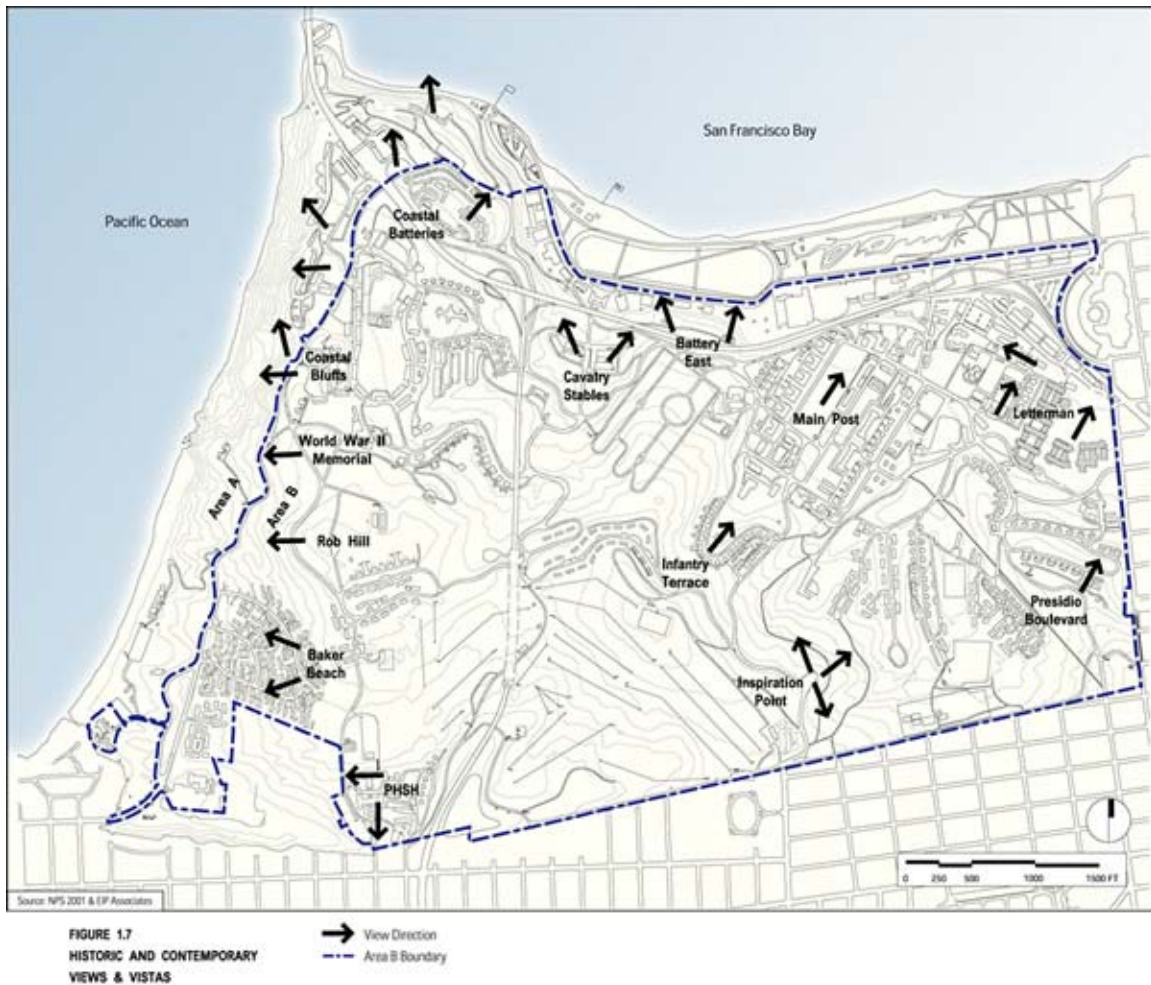 San Francisco Bay
Pacific Ocean
Coastal
Batteries
Coastal
Bluffs
Battery
East
Cavalry
Stables
Main Post
Letterman
World War II
Memorial
Area A
Area B
Rob Hill
Infantry
Terrace
Presidio
Boulevard
Baker
Beach
Inspiration
Point
PHSH
0 250 500 1000 1500 FT
Source: NPS 2001 & EIP Associates
FIGURE 1.7
HISTORIC AND CONTEMPORARY
VIEWS & VISTAS
View Direction
Area B Boundary